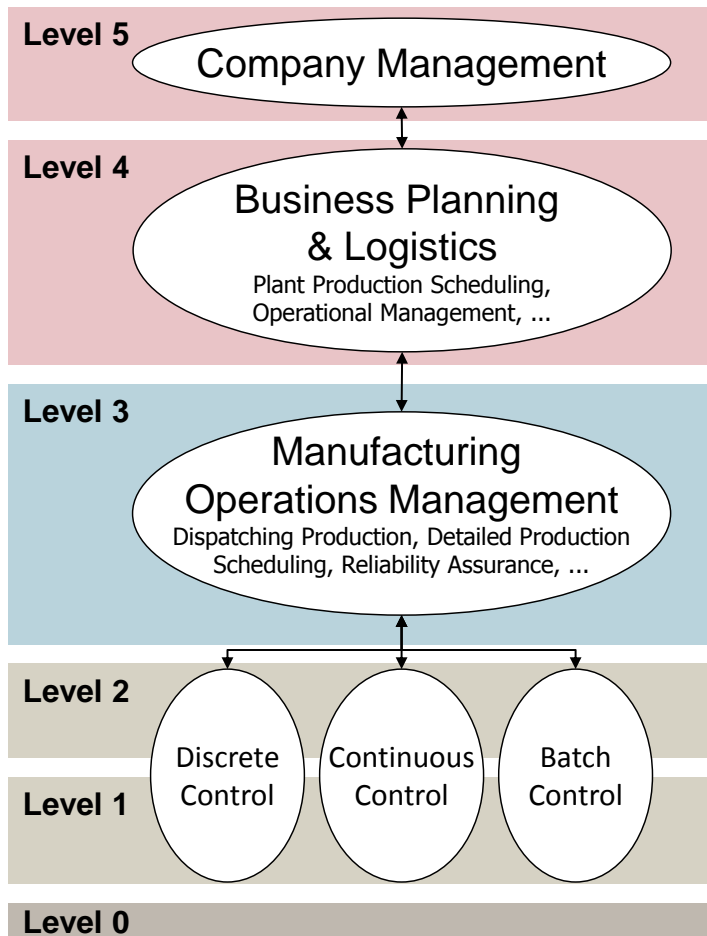 Level 5
Company Management
Level 4
Business Planning
& Logistics
Plant Production Scheduling,
Operational Management, ...
Level 3
Manufacturing
Operations Management
Dispatching Production, Detailed Production
Scheduling, Reliability Assurance, ...
Level 2
Discrete
Control
Continuous
Control
Batch
Control
Level 1
Level 0